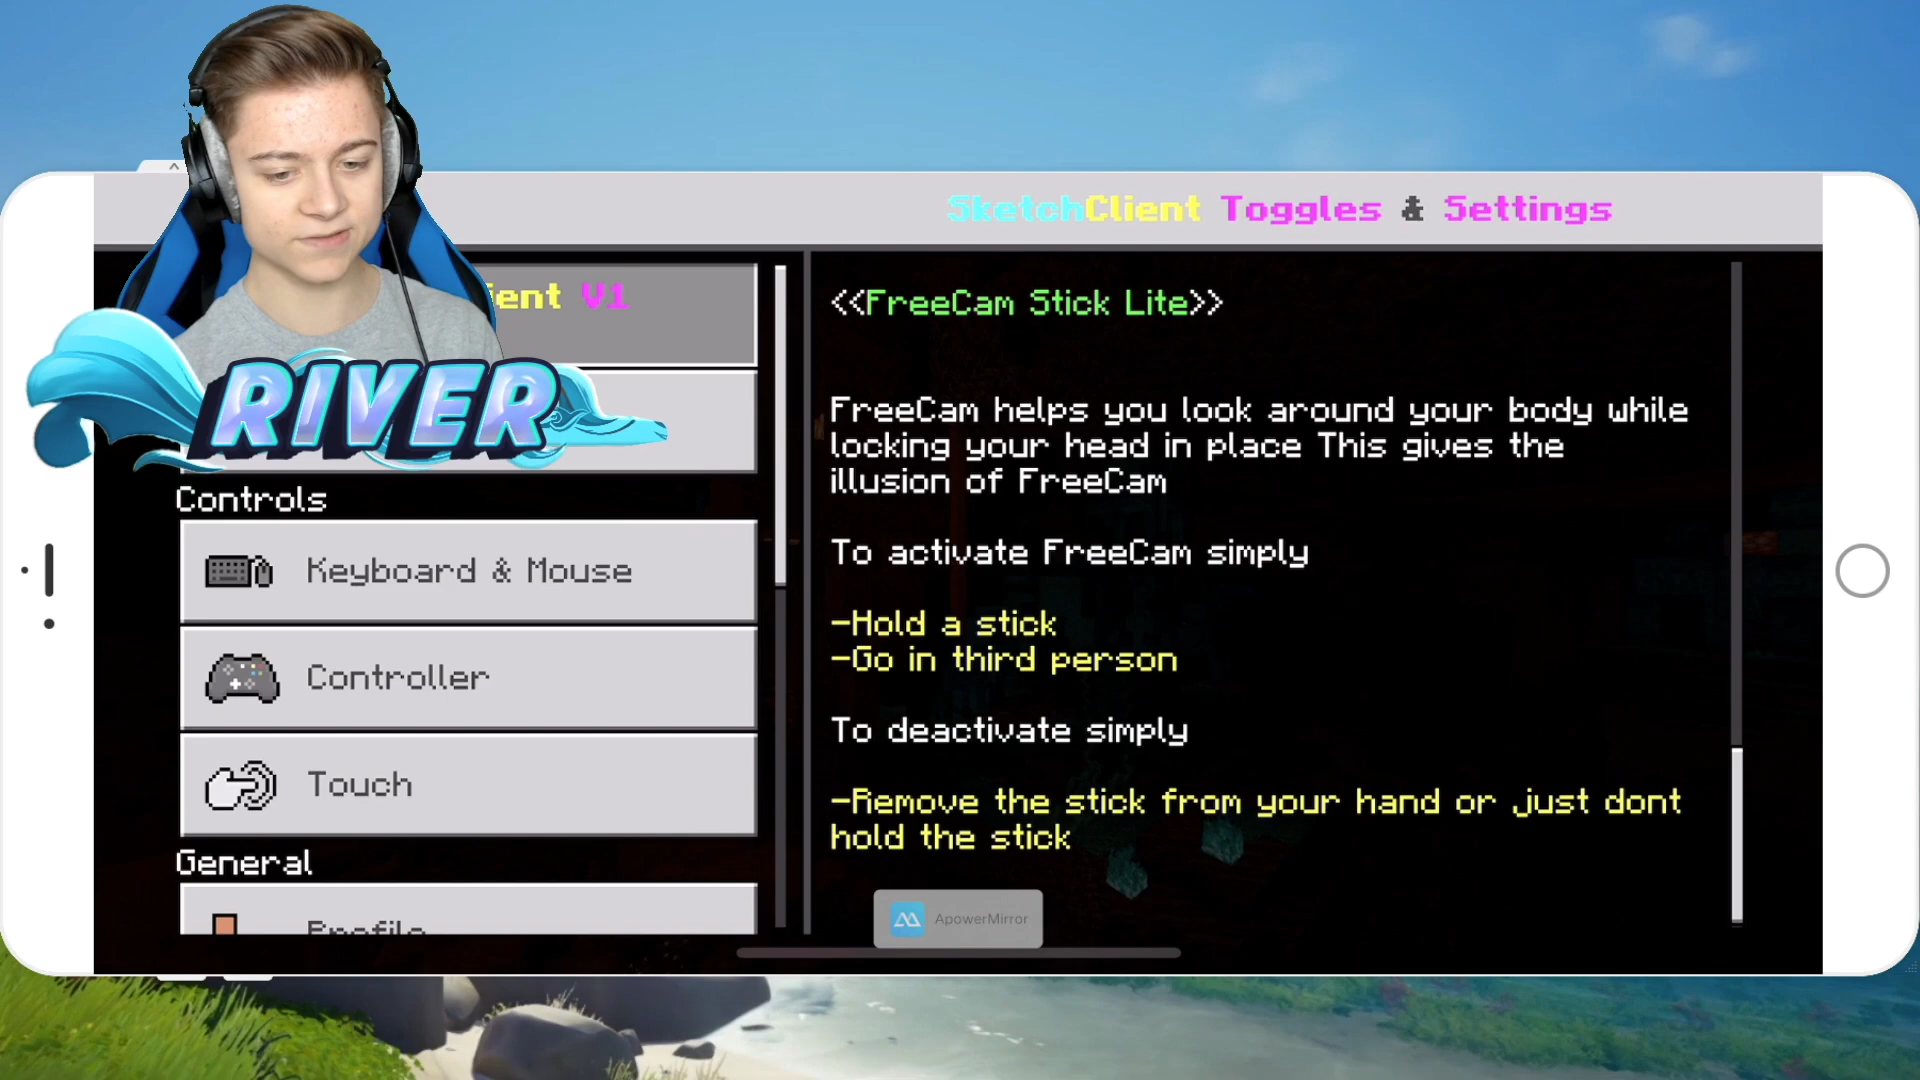 SketchClient Toggles & Settings
ient V1
RIVER
Controls
Keyboard & Mouse
Controller
Touch
General
Profile
<<FreeCam Stick Lite>>
FreeCam helps you look around your body while
locking your head in place This gives the
illusion of FreeCam
To activate FreeCam simply
-Hold a stick
-Go in third person
To deactivate simply
-Remove the stick from your hand or just dont
hold the stick
ApowerMirror